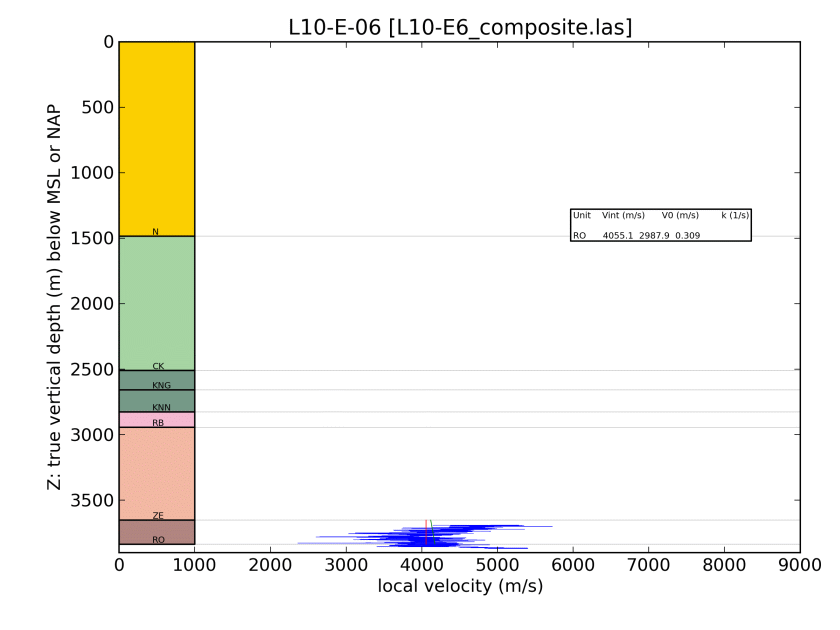 L10-E-06 [L10-E6_composite.las]
Z: true vertical depth (m) below MSL or NAP
0
500
1000
1500
2000
2500
3000
3500
N
CK
KNG
KNN
RB
ZE
RO
Unit Vint (m/s) V0 (m/s) k (1/s)
RO 4055.1 2987.9 0.309
0 1000 2000 3000 4000 5000 6000 7000 8000 9000
local velocity (m/s)